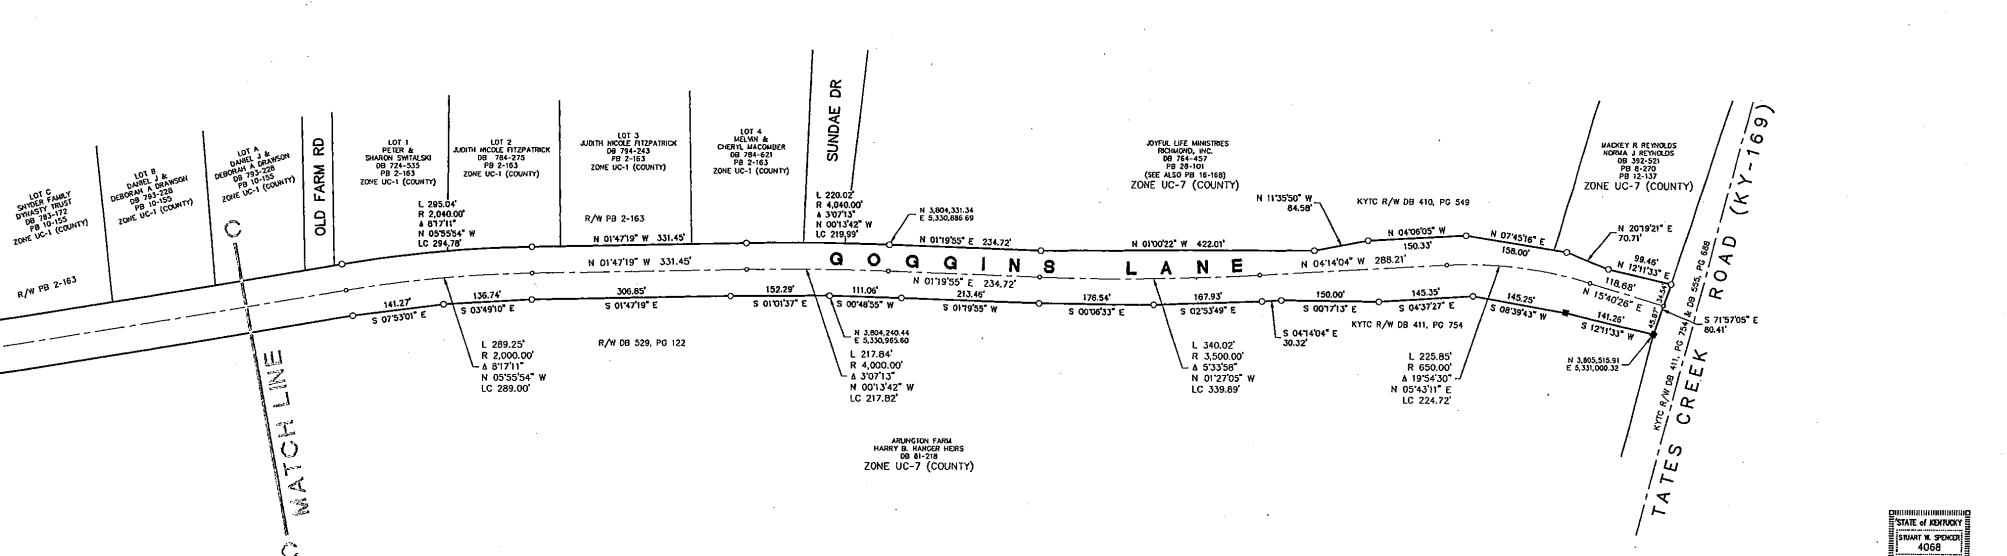 LOT C
SNYDER FAMILY
DYNASTY TRUST
DB 783-172
PB 10-155
ZONE UC-1 (COUNTY)
R/W PB 2-163
LOT B
DANIEL J &
DEBORAH A DRAWSON
DB 793-228
PB 10-155
ZONE UC-1 (COUNTY)
LOT A
DANIEL J &
DEBORAH A DRAWSON
DB 793-228
PB 10-155
ZONE UC-1 (COUNTY)
C
MATCH LINE
C
OLD FARM RD
LOT 1
PETER &
SHARON SWITALSKI
DB 724-535
PB 2-163
ZONE UC-1 (COUNTY)
LOT 2
JUDITH NICOLE FITZPATRICK
DB 784-275
PB 2-163
ZONE UC-1 (COUNTY)
LOT 3
JUDITH NICOLE FITZPATRICK
DB 794-243
PB 2-163
ZONE UC-1 (COUNTY)
LOT 4
MELVIN &
CHERYL MACOMBER
DB 784-621
PB 2-163
ZONE UC-1 (COUNTY)
SUNDAE DR
JOYFUL LIFE MINISTRIES
RICHMOND, INC.
DB 764-457
PB 28-101
(SEE ALSO PB 16-168)
ZONE UC-7 (COUNTY)
MACKEY R REYNOLDS
NORMA J REYNOLDS
DB 392-521
PB 8-270
PB 12-137
ZONE UC-7 (COUNTY)
L 295.04'
R 2,040.00'
Δ 8°17'11"
N 05°55'54" W
LC 294.78'
R/W PB 2-163
N 01°47'19" W 331.45'
L 220.02'
R 4,040.00'
Δ 3°07'13"
N 00°13'42" W
LC 219.99'
N 3,804,331.34
E 5,330,886.69
N 01°19'55" E 234.72'
N 01°00'22" W 422.01'
N 11°35'50" W
84.58'
KYTC R/W DB 410, PG 549
N 04°06'05" W
150.33'
N 07°45'16" E
158.00'
N 20°19'21" E
70.71'
99.46'
N 12°11'33" E
N 01°47'19" W 331.45'
GOGGINS LANE
N 01°19'55" E 234.72'
N 04°14'04" W 288.21'
118.68'
N 15°40'26" E
34.54'
45.87'
S 71°57'05" E
80.41'
141.27'
S 07°53'01" E
136.74'
S 03°49'10" E
306.85'
S 01°47'19" E
152.29'
S 01°01'37" E
111.06'
S 00°48'55" W
213.46'
S 01°19'55" W
176.54'
S 00°06'33" E
167.93'
S 02°53'49" E
S 04°14'04" E
30.32'
150.00'
S 00°17'13" E
145.35'
S 04°37'27" E
145.25'
S 08°39'43" W
141.26'
S 12°11'33" W
KYTC R/W DB 411, PG 754
L 289.25'
R 2,000.00'
Δ 8°17'11"
N 05°55'54" W
LC 289.00'
R/W DB 529, PG 122
N 3,804,240.44
E 5,330,965.60
L 217.84'
R 4,000.00'
Δ 3°07'13"
N 00°13'42" W
LC 217.82'
L 340.02'
R 3,500.00'
Δ 5°33'58"
N 01°27'05" W
LC 339.89'
L 225.85'
R 650.00'
Δ 19°54'30"
N 05°43'11" E
LC 224.72'
N 3,805,515.91
E 5,331,000.32
KYTC R/W DB 411, PG 754 & DB 555, PG 688
TATES CREEK ROAD (KY-169)
ARLINGTON FARM
HARRY B. HANGER HEIRS
DB 81-218
ZONE UC-7 (COUNTY)
STATE of KENTUCKY
STUART W. SPENCER
4068